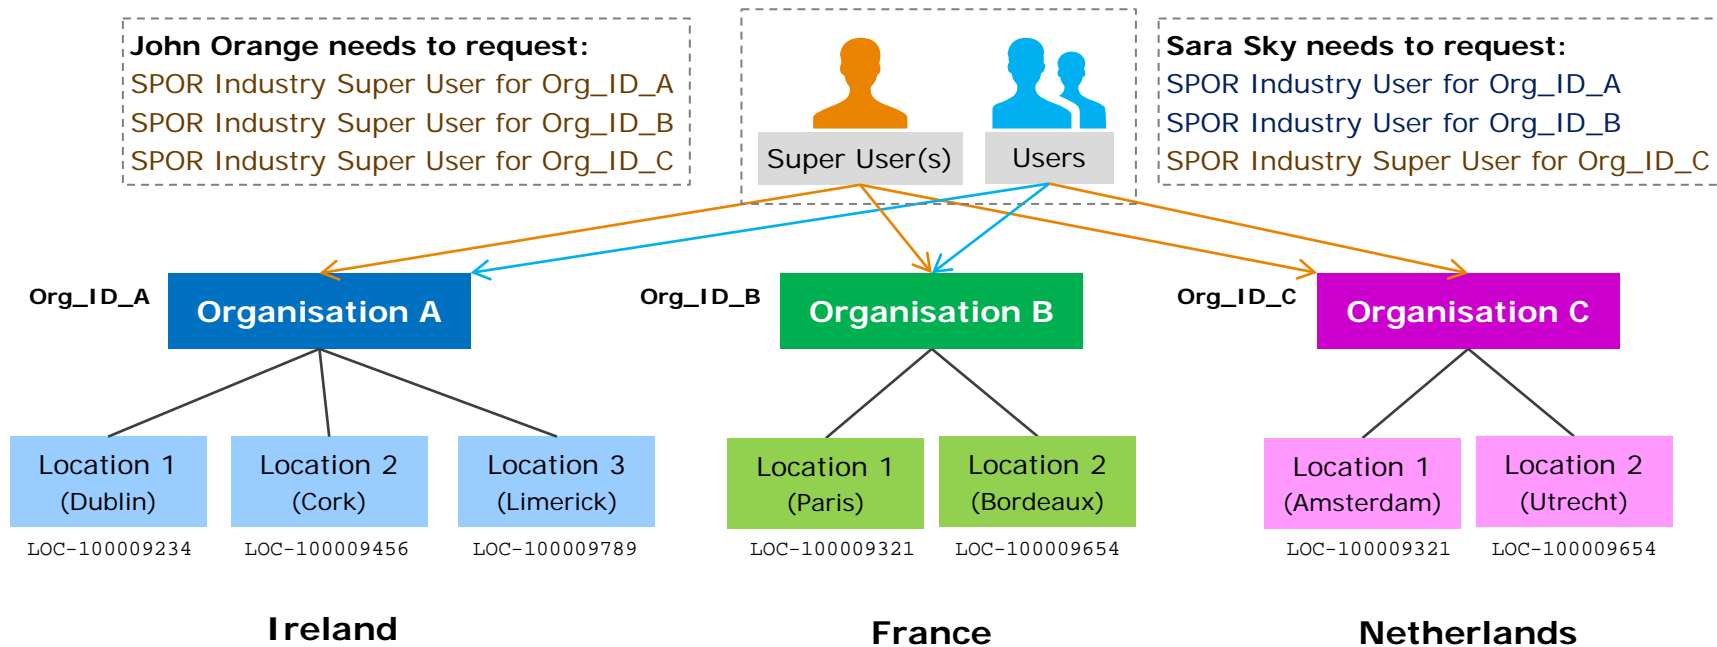 John Orange needs to request:
SPOR Industry Super User for Org_ID_A
SPOR Industry Super User for Org_ID_B
SPOR Industry Super User for Org_ID_C
Super User(s)
Users
Sara Sky needs to request:
SPOR Industry User for Org_ID_A
SPOR Industry User for Org_ID_B
SPOR Industry Super User for Org_ID_C
Org_ID_A
Organisation A
Org_ID_B
Organisation B
Org_ID_C
Organisation C
Location 1
(Dublin)
LOC-100009234
Location 2
(Cork)
LOC-100009456
Location 3
(Limerick)
LOC-100009789
Location 1
(Paris)
LOC-100009321
Location 2
(Bordeaux)
LOC-100009654
Location 1
(Amsterdam)
LOC-100009321
Location 2
(Utrecht)
LOC-100009654
Ireland
France
Netherlands